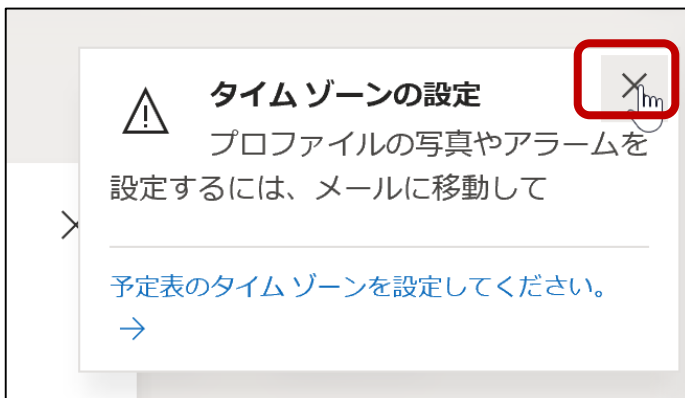 タイム ゾーンの設定
プロファイルの写真やアラームを
設定するには、メールに移動して
予定表のタイム ゾーンを設定してください。
→